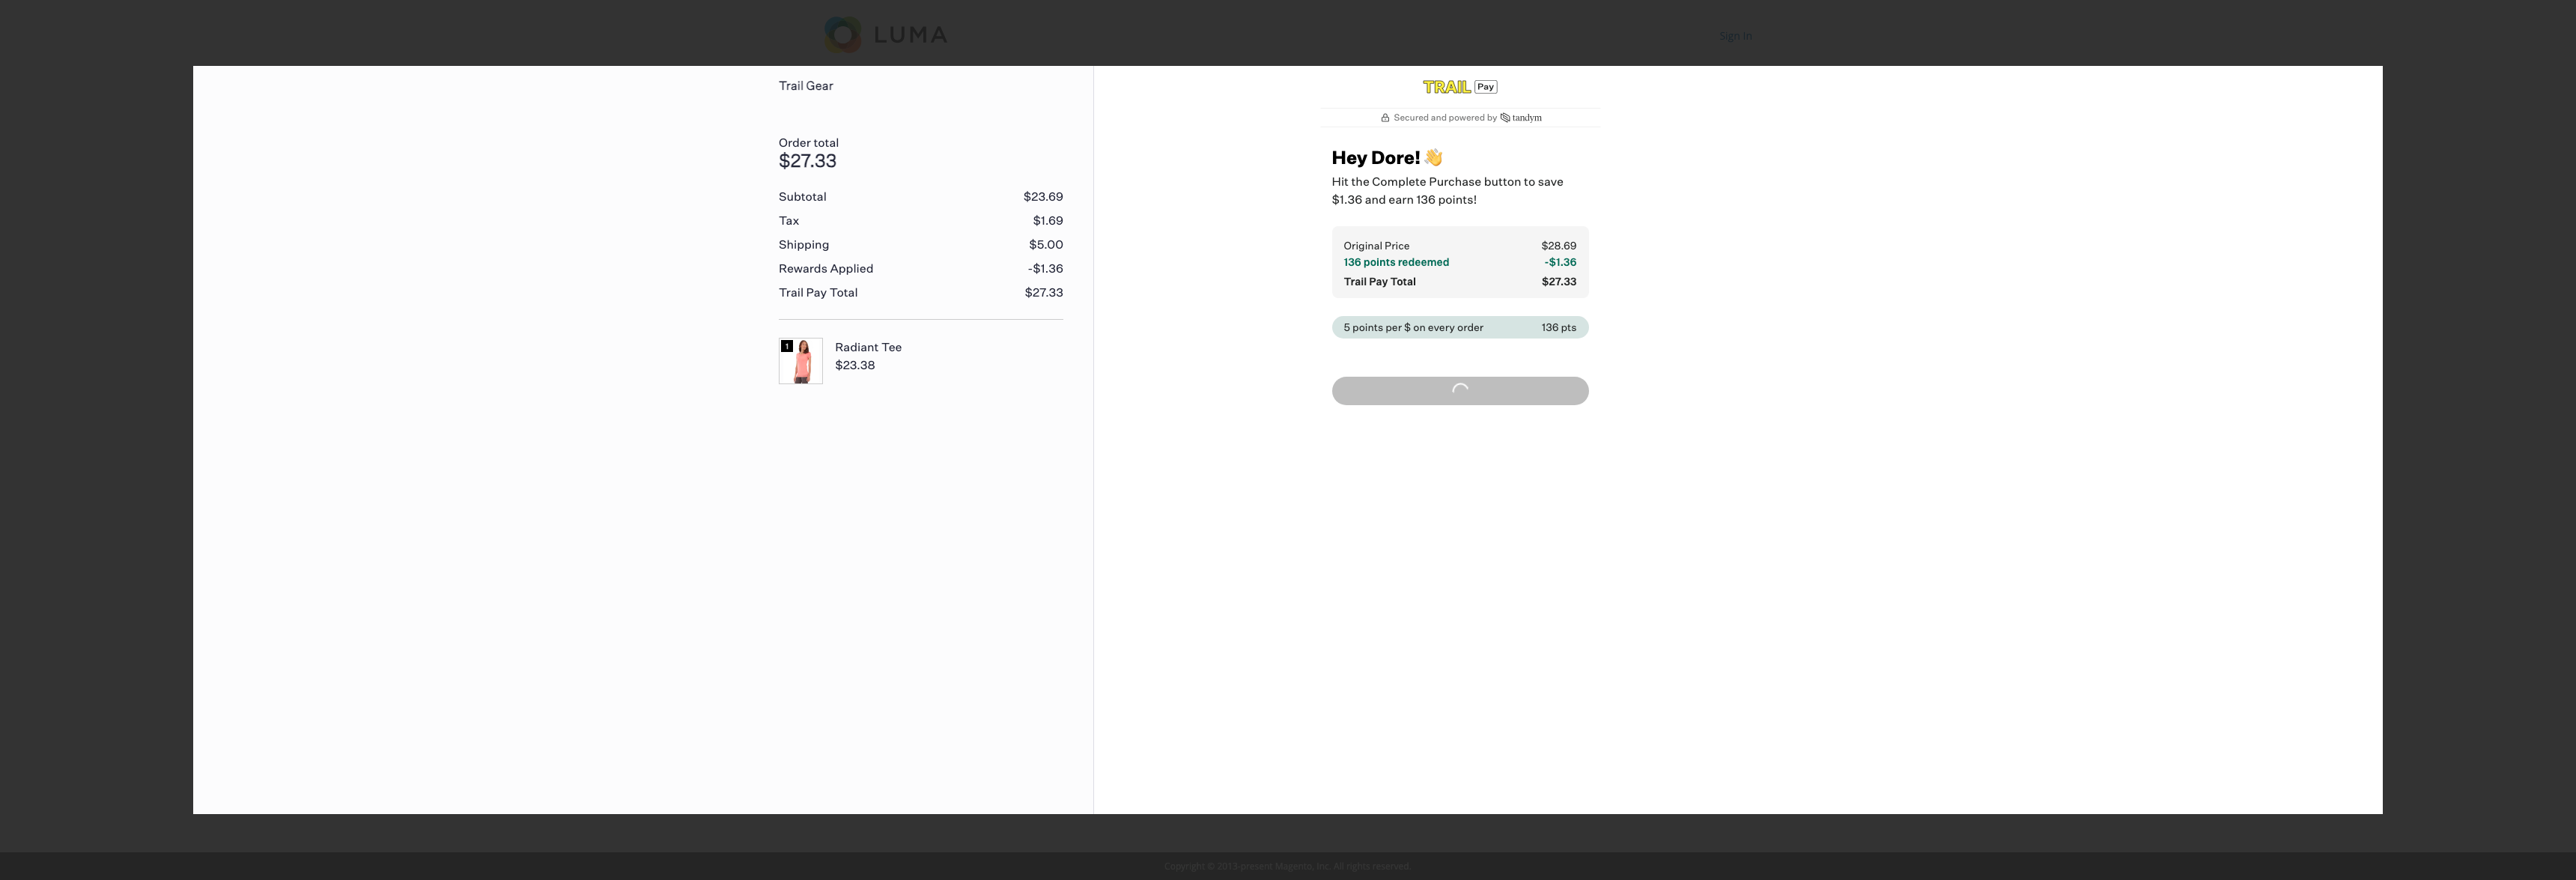 LUMA
Sign In
Trail Gear
Order total
$27.33
Subtotal $23.69
Tax $1.69
Shipping $5.00
Rewards Applied -$1.36
Trail Pay Total $27.33
1
Radiant Tee
$23.38
TRAIL Pay
Secured and powered by tandym
Hey Dore! 👋
Hit the Complete Purchase button to save
$1.36 and earn 136 points!
Original Price $28.69
136 points redeemed -$1.36
Trail Pay Total $27.33
5 points per $ on every order 136 pts
Copyright © 2013-present Magento, Inc. All rights reserved.